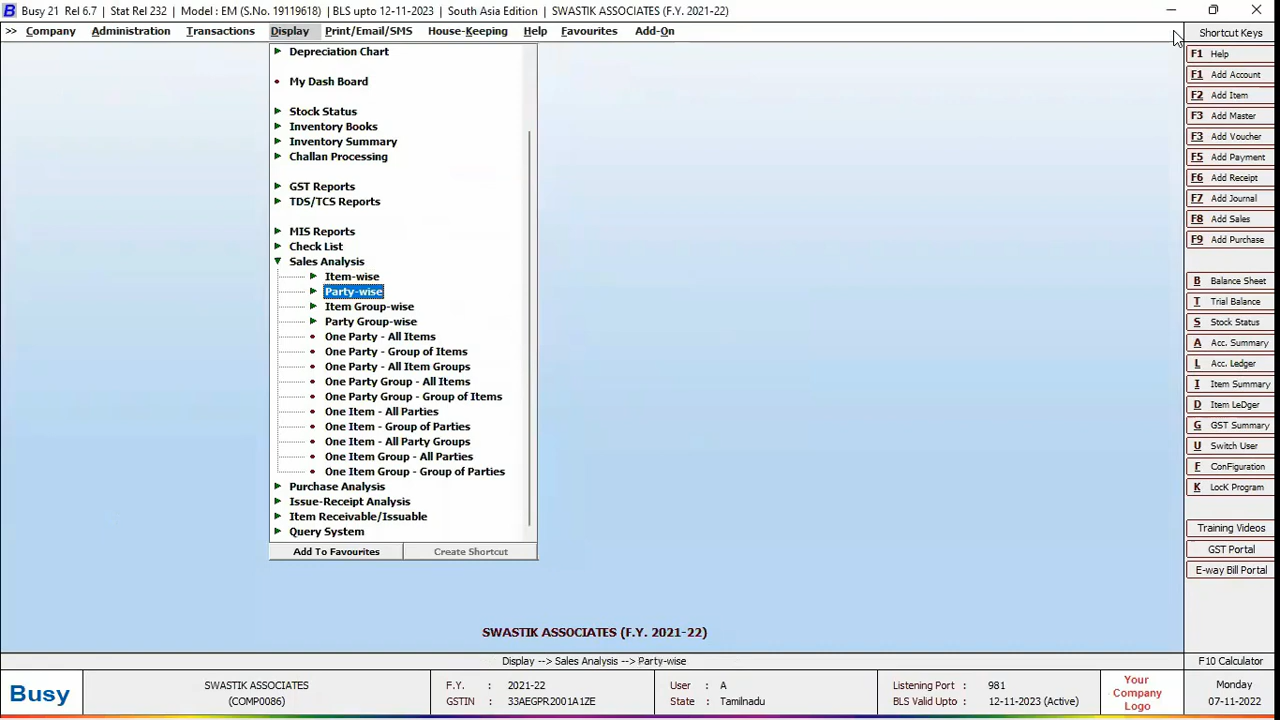 Busy 21 Rel 6.7 | Stat Rel 232 | Model : EM (S.No. 19119618) | BLS upto 12-11-2023 | South Asia Edition | SWASTIK ASSOCIATES (F.Y. 2021-22)
>> Company Administration Transactions Display Print/Email/SMS House-Keeping Help Favourites Add-On
Depreciation Chart
My Dash Board
Stock Status
Inventory Books
Inventory Summary
Challan Processing
GST Reports
TDS/TCS Reports
MIS Reports
Check List
Sales Analysis
Item-wise
Party-wise
Item Group-wise
Party Group-wise
One Party - All Items
One Party - Group of Items
One Party - All Item Groups
One Party Group - All Items
One Party Group - Group of Items
One Item - All Parties
One Item - Group of Parties
One Item - All Party Groups
One Item Group - All Parties
One Item Group - Group of Parties
Purchase Analysis
Issue-Receipt Analysis
Item Receivable/Issuable
Query System
Add To Favourites Create Shortcut
Shortcut Keys
F1 Help
F1 Add Account
F2 Add Item
F3 Add Master
F3 Add Voucher
F5 Add Payment
F6 Add Receipt
F7 Add Journal
F8 Add Sales
F9 Add Purchase
B Balance Sheet
T Trial Balance
S Stock Status
A Acc. Summary
L Acc. Ledger
I Item Summary
D Item LeDger
G GST Summary
U Switch User
F ConFiguration
K LocK Program
Training Videos
GST Portal
E-way Bill Portal
SWASTIK ASSOCIATES (F.Y. 2021-22)
Display --> Sales Analysis --> Party-wise
F10 Calculator
Busy
SWASTIK ASSOCIATES
(COMP0086)
F.Y. : 2021-22
GSTIN : 33AEGPR2001A1ZE
User : A
State : Tamilnadu
Listening Port : 981
BLS Valid Upto : 12-11-2023 (Active)
Your
Company
Logo
Monday
07-11-2022